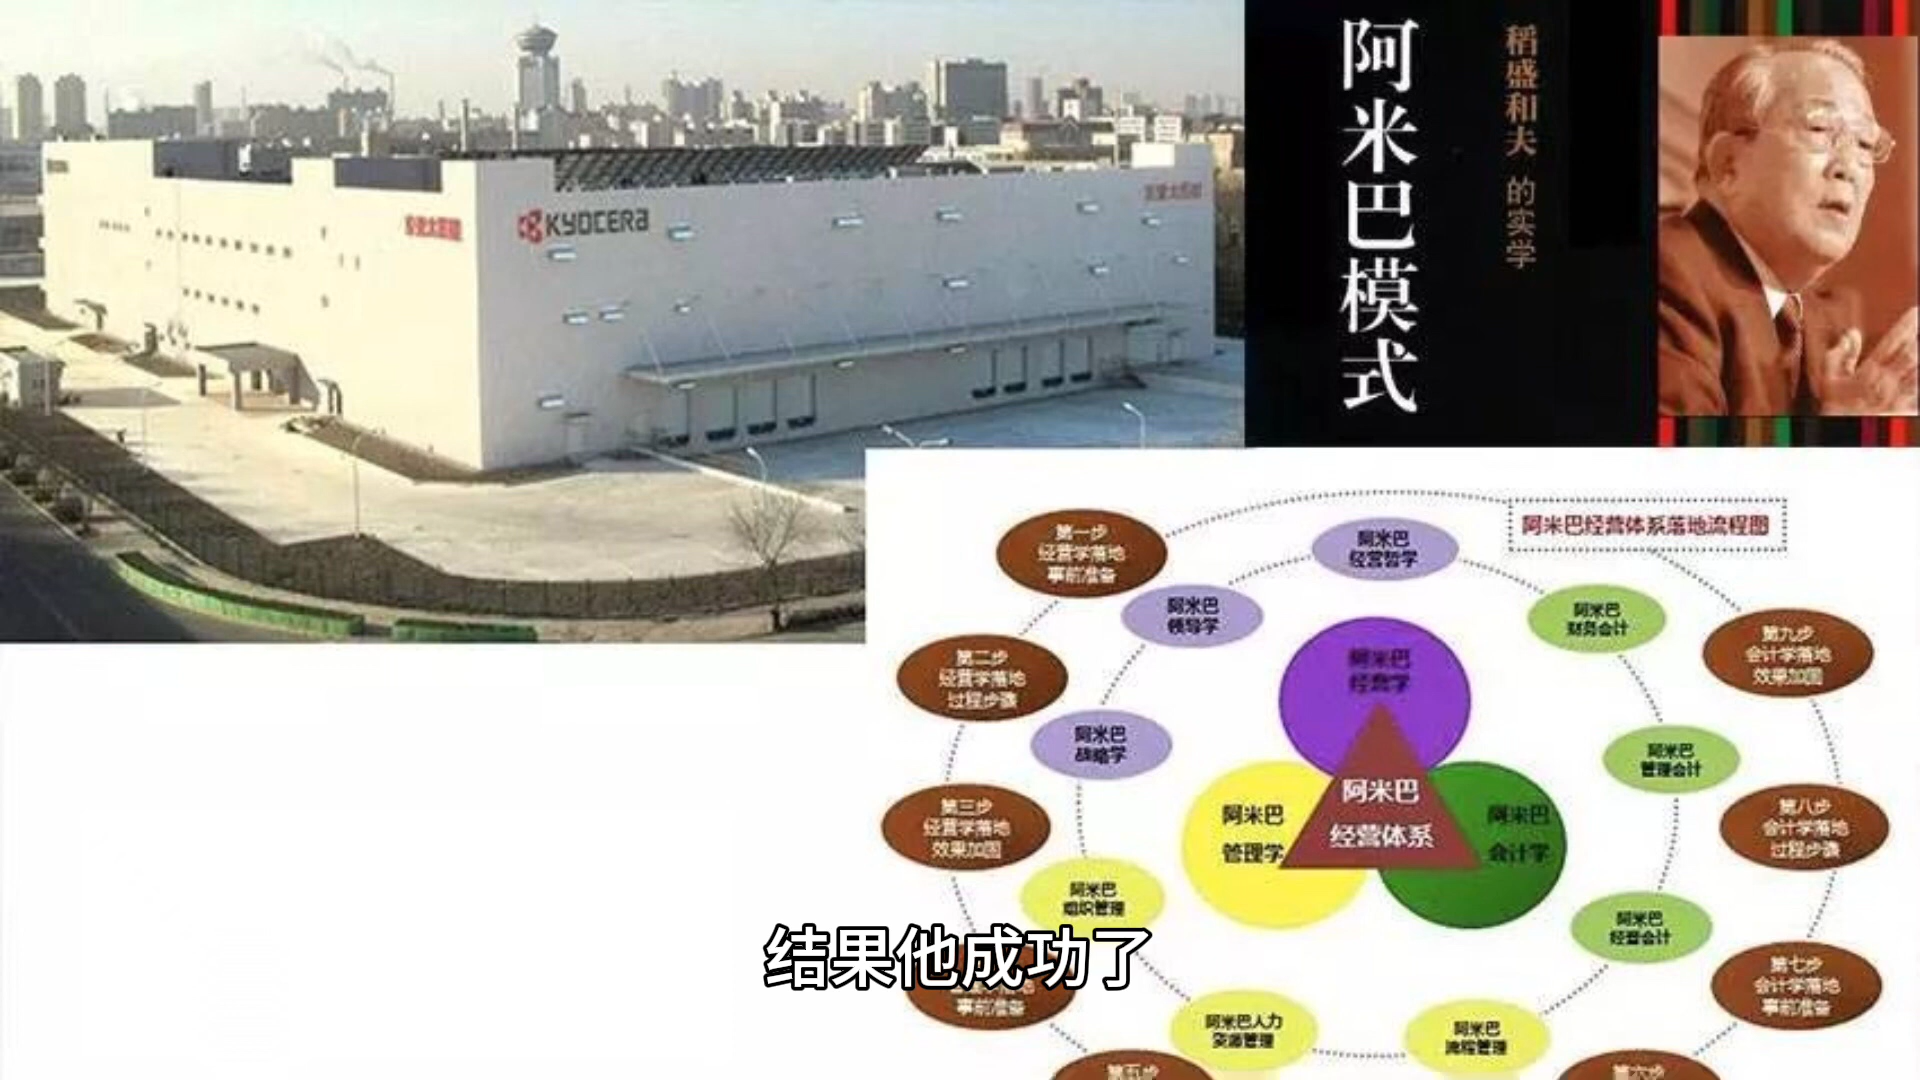 KYOCERA
阿米巴模式
稻盛和夫 的实学
阿米巴经营体系落地流程图
第一步
经营学落地
事前准备
阿米巴
经营哲学
阿米巴
领导学
阿米巴
财务会计
第二步
经营学落地
过程步骤
第九步
会计学落地
效果加固
阿米巴
经营学
阿米巴
战略学
阿米巴
管理会计
第三步
经营学落地
效果加固
阿米巴
管理学
阿米巴
经营体系
阿米巴
会计学
第八步
会计学落地
过程步骤
阿米巴
组织管理
阿米巴
经营会计
第七步
会计学落地
事前准备
事前准备
阿米巴人力
资源管理
阿米巴
流程管理
第五步
第六步
结果他成功了